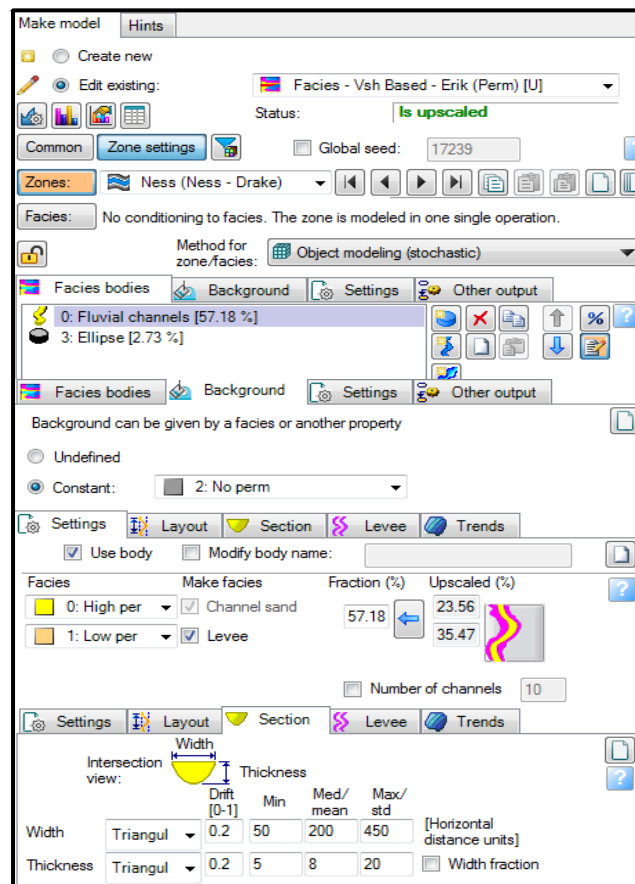 Make model Hints
Create new
Edit existing: Facies - Vsh Based - Erik (Perm) [U]
Status: Is upscaled
Common Zone settings Global seed: 17239
Zones: Ness (Ness - Drake)
Facies: No conditioning to facies. The zone is modeled in one single operation.
Method for
zone/facies: Object modeling (stochastic)
Facies bodies Background Settings Other output
0: Fluvial channels [57.18 %]
3: Ellipse [2.73 %]
%
?
Facies bodies Background Settings Other output
Background can be given by a facies or another property
Undefined
Constant: 2: No perm
Settings Layout Section Levee Trends
Use body Modify body name:
Facies Make facies Fraction (%) Upscaled (%)
?
0: High per Channel sand 57.18 23.56
1: Low per Levee 35.47
Number of channels 10
Settings Layout Section Levee Trends
Width
Intersection
view: Thickness
?
Drift
[0-1] Min Med/
mean Max/
std
Width Triangul 0.2 50 200 450 [Horizontal
distance units]
Thickness Triangul 0.2 5 8 20 Width fraction